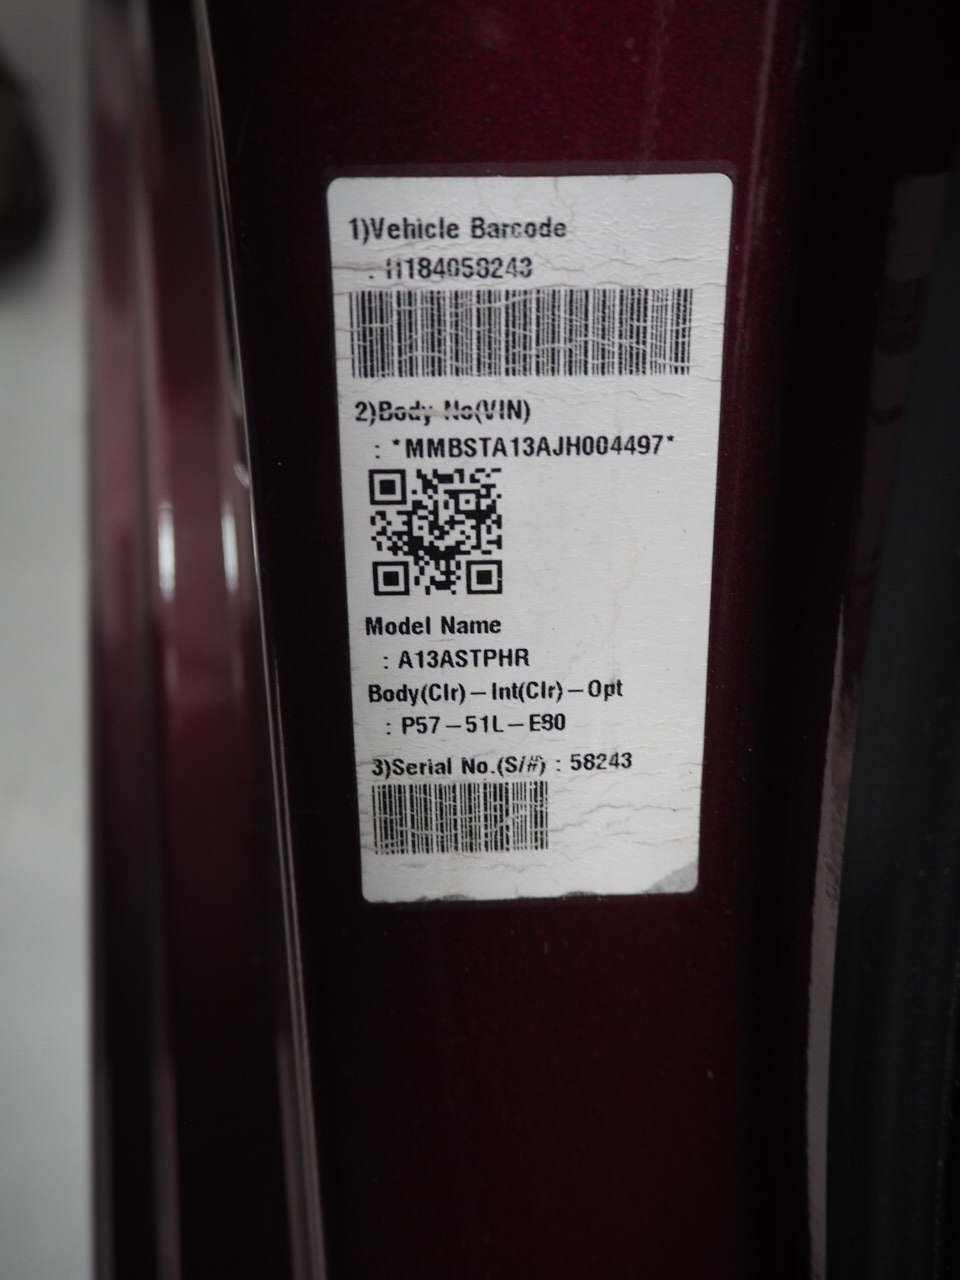 1)Vehicle Barcode
: H184058243
2)Body No(VIN)
: *MMBSTA13AJH004497*
Model Name
: A13ASTPHR
Body(Clr)–Int(Clr)–Opt
: P57–51L–E90
3)Serial No.(S/#) : 58243